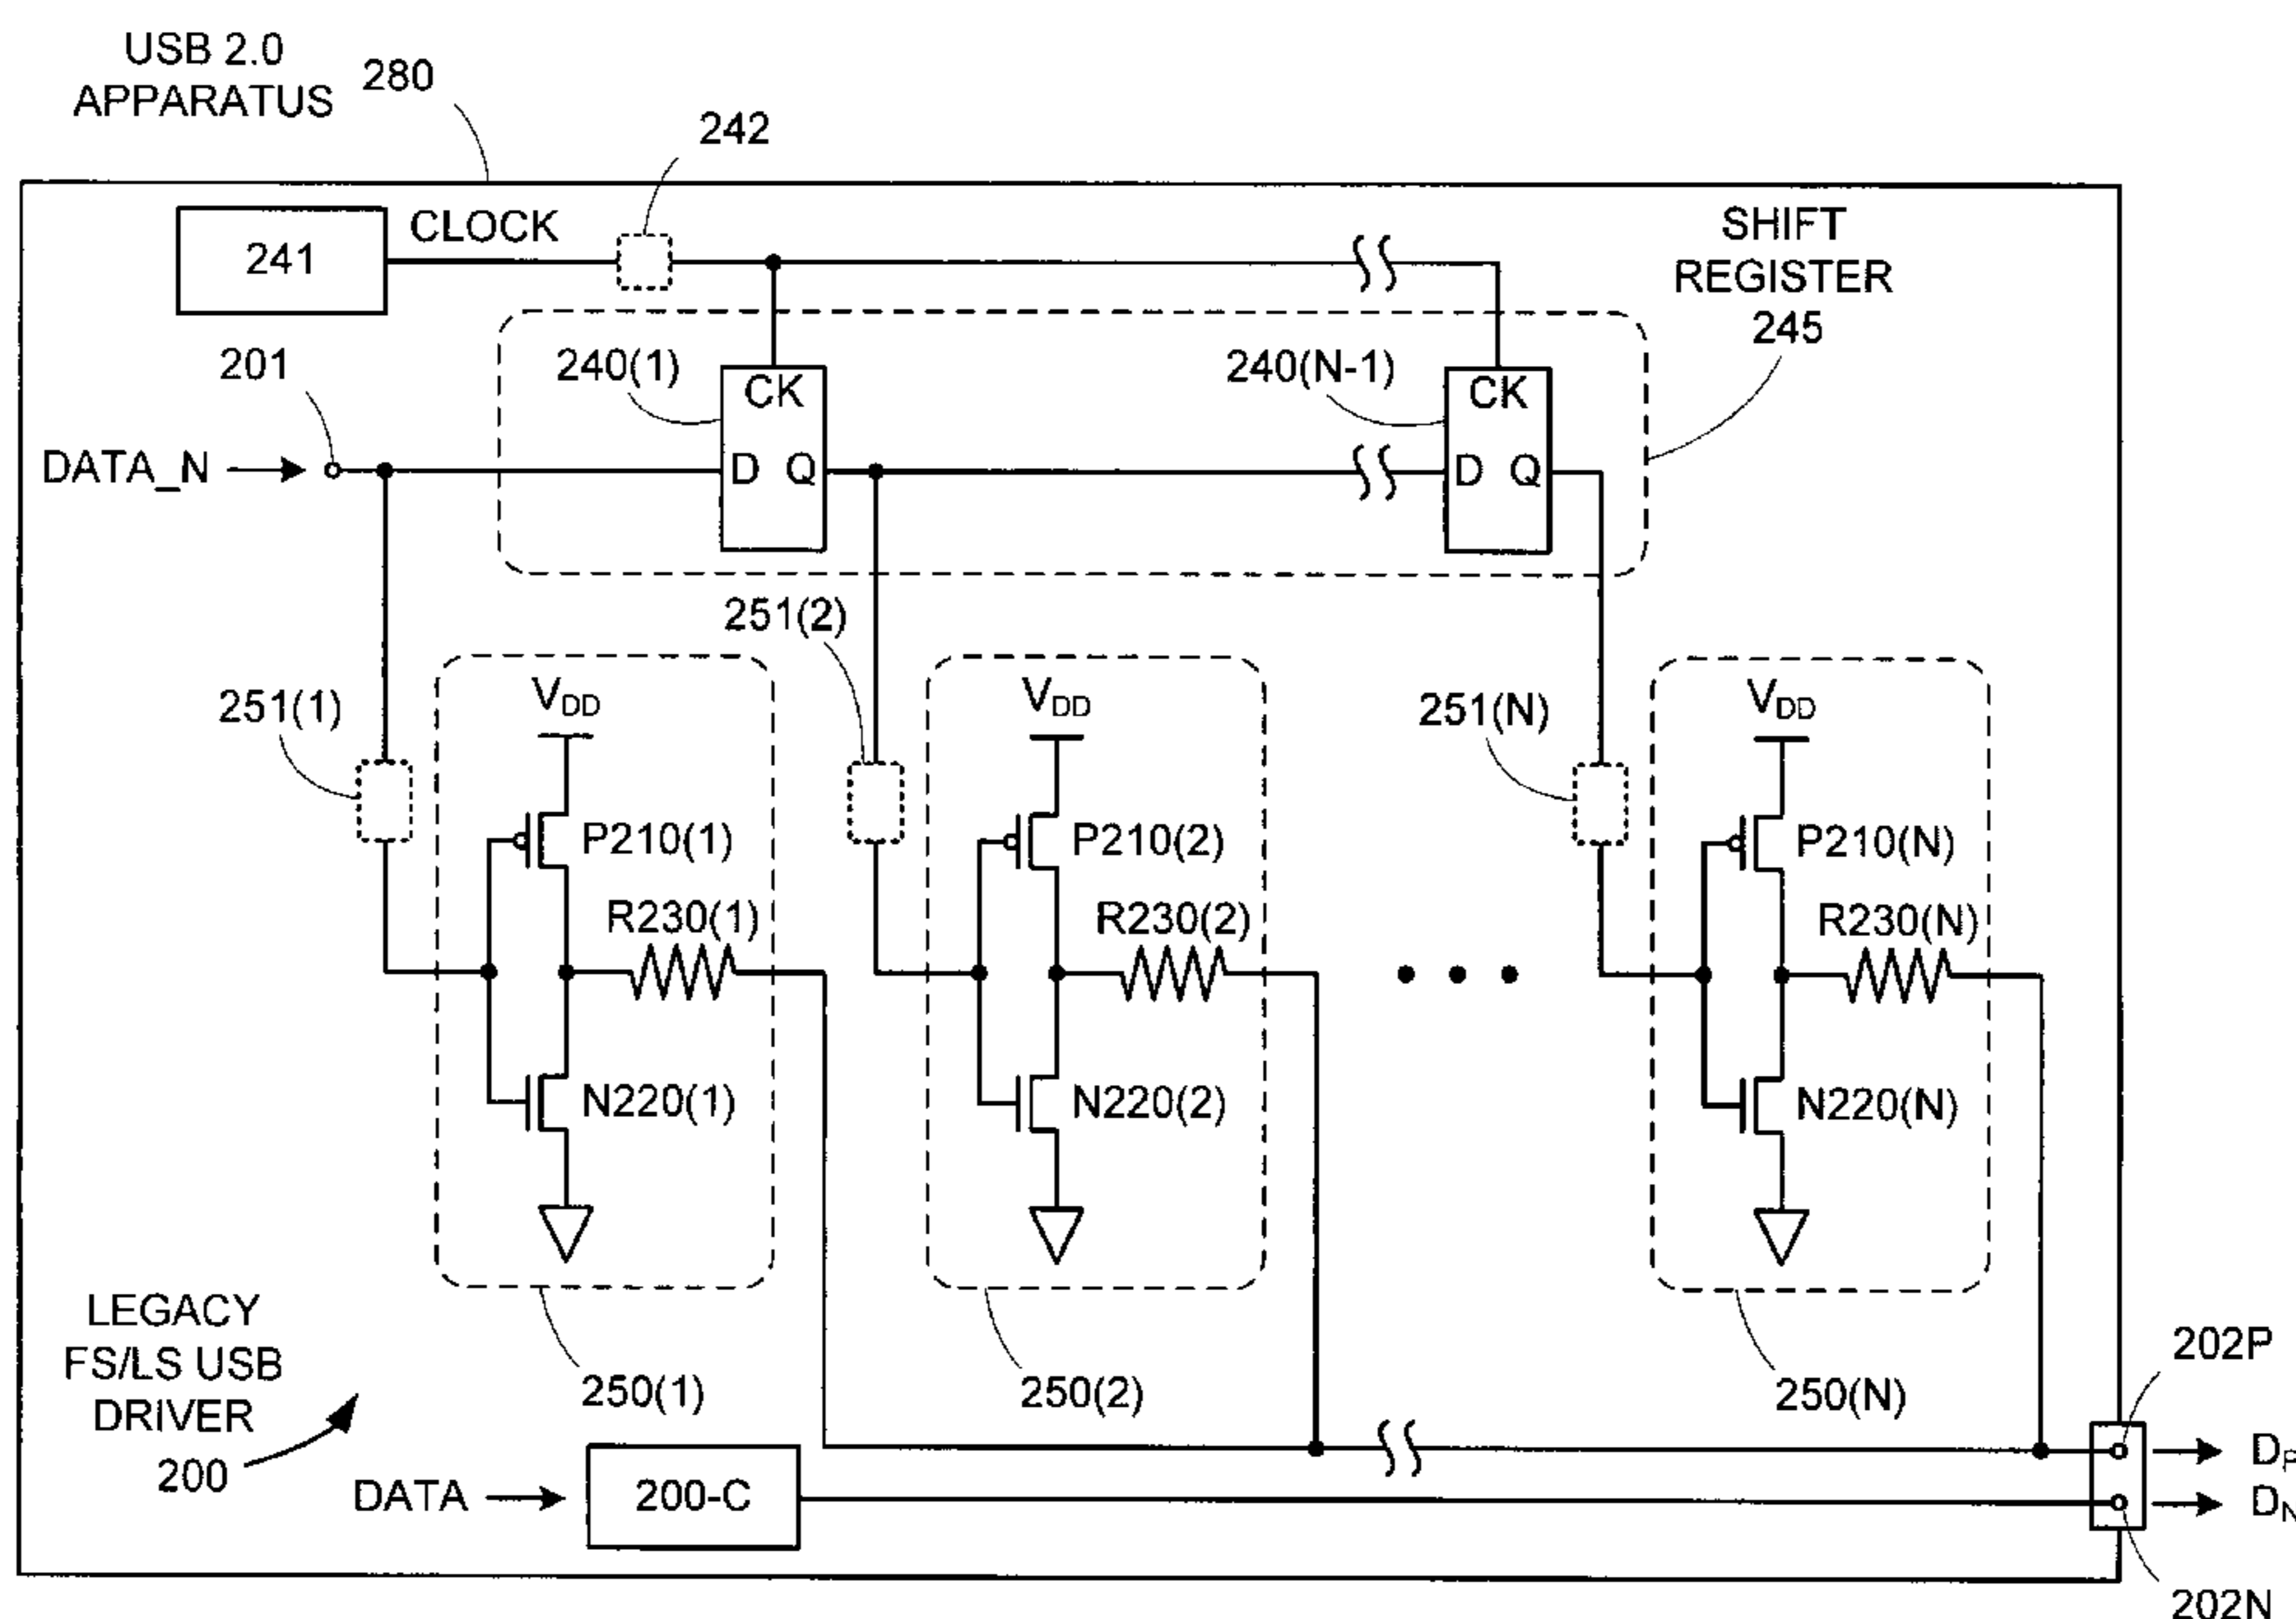 USB 2.0
APPARATUS
280
242
241
CLOCK
SHIFT
REGISTER
245
201
240(1)
240(N-1)
CK
CK
DATA_N
D Q
D Q
251(2)
251(1)
251(N)
VDD
VDD
VDD
P210(1)
P210(2)
P210(N)
R230(1)
R230(2)
R230(N)
N220(1)
N220(2)
N220(N)
LEGACY
FS/LS USB
DRIVER
200
250(1)
250(2)
250(N)
202P
DATA
200-C
DP
DN
202N